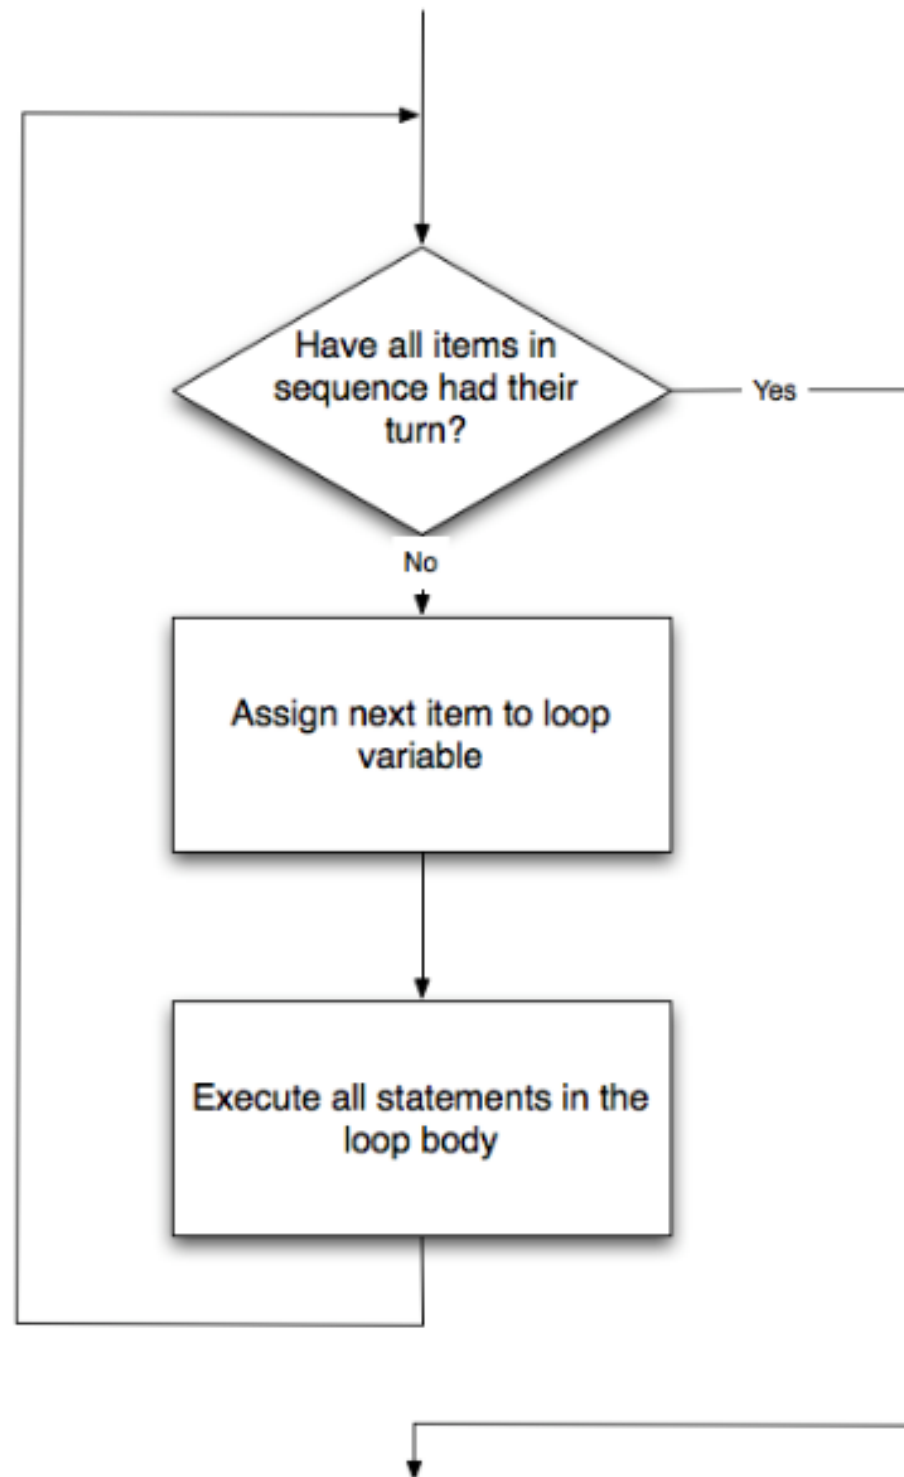 Have all items in
sequence had their
turn?
Yes
No
Assign next item to loop
variable
Execute all statements in the
loop body